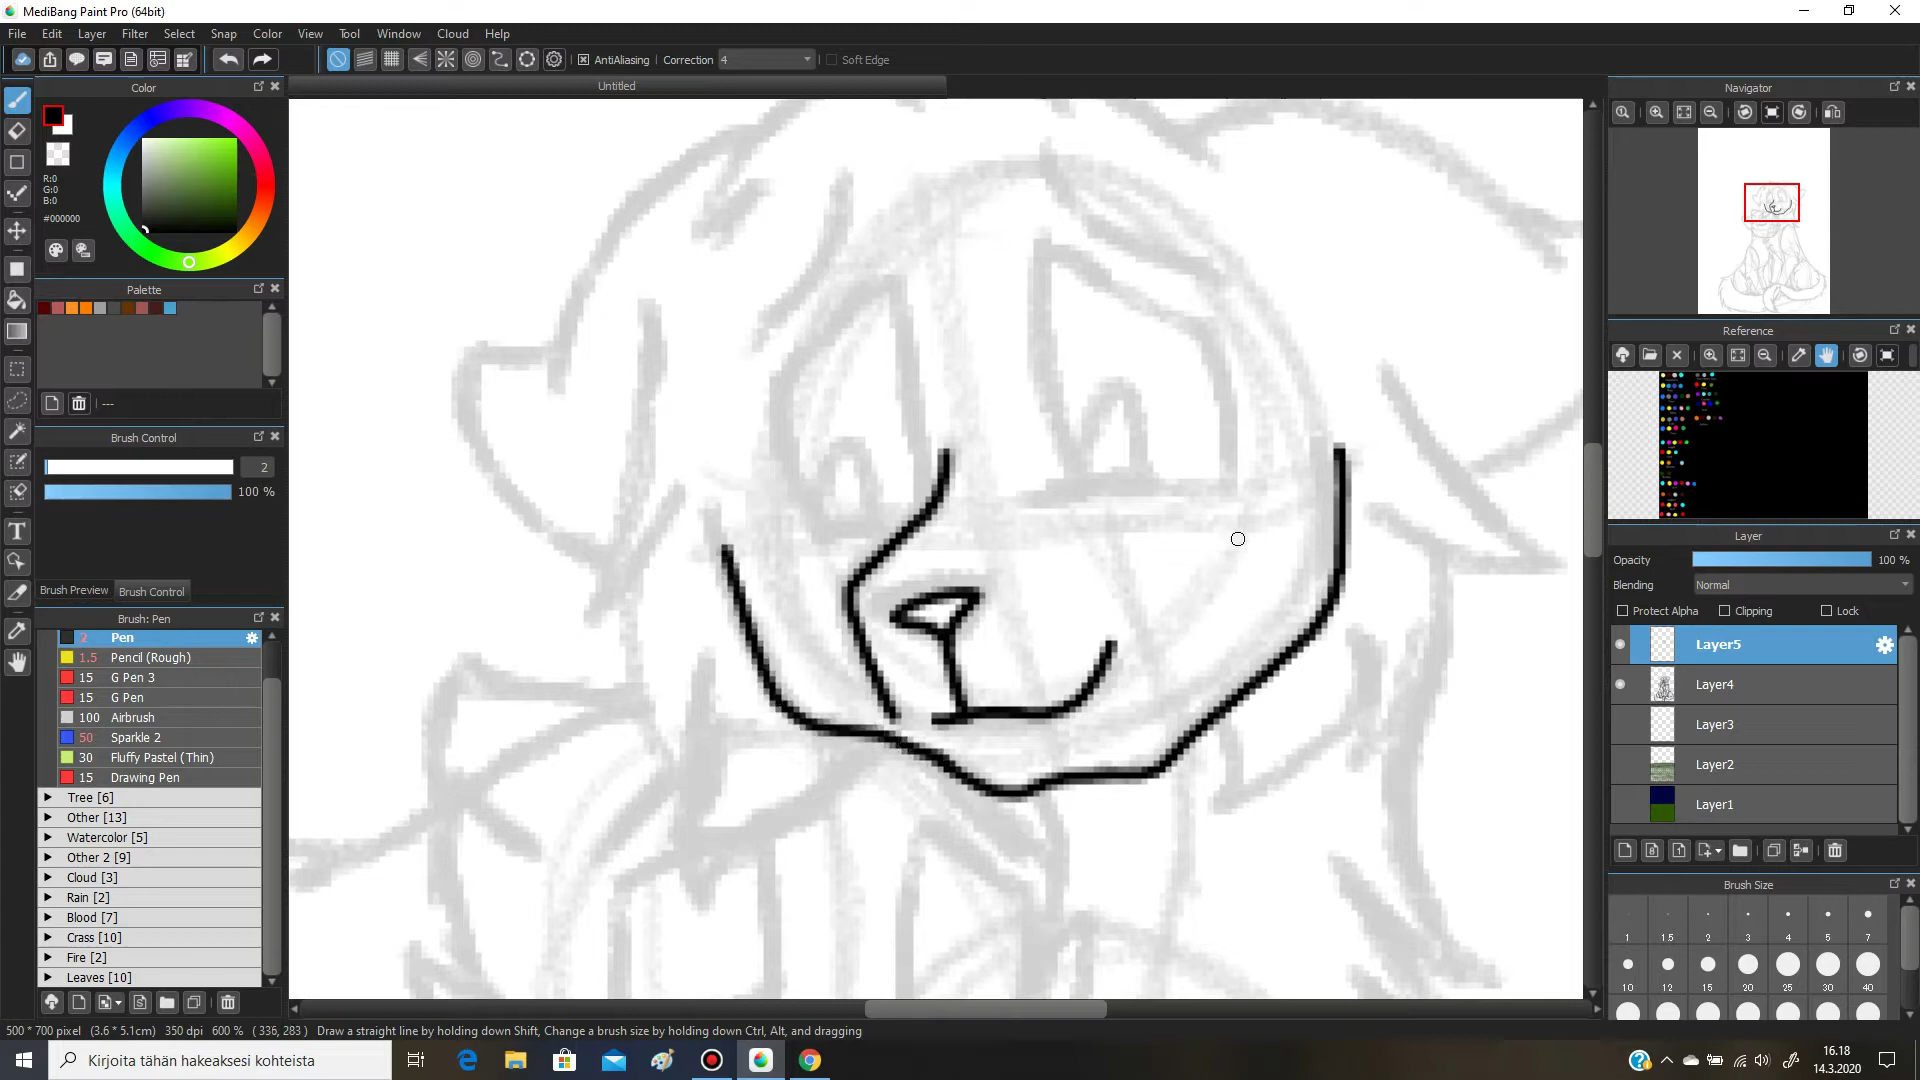 MediBang Paint Pro (64bit)
File Edit Layer Filter Select Snap Color View Tool Window Cloud Help
AntiAliasing Correction 4 Soft Edge
Color
Untitled
Navigator
R:0
G:0
B:0
#000000
Palette
---
Brush Control
2
100 %
Brush Preview Brush Control
Brush: Pen
2 Pen
1.5 Pencil (Rough)
15 G Pen 3
15 G Pen
100 Airbrush
50 Sparkle 2
30 Fluffy Pastel (Thin)
15 Drawing Pen
Tree [6]
Other [13]
Watercolor [5]
Other 2 [9]
Cloud [3]
Rain [2]
Blood [7]
Crass [10]
Fire [2]
Leaves [10]
Reference
Layer
Opacity 100 %
Blending Normal
Protect Alpha Clipping Lock
Layer5
Layer4
Layer3
Layer2
Layer1
Brush Size
1 1.5 2 3 4 5 7
10 12 15 20 25 30 40
500 * 700 pixel (3.6 * 5.1cm) 350 dpi 600 % ( 336, 283 ) Draw a straight line by holding down Shift, Change a brush size by holding down Ctrl, Alt, and dragging
Kirjoita tähän hakeaksesi kohteista
16.18
14.3.2020